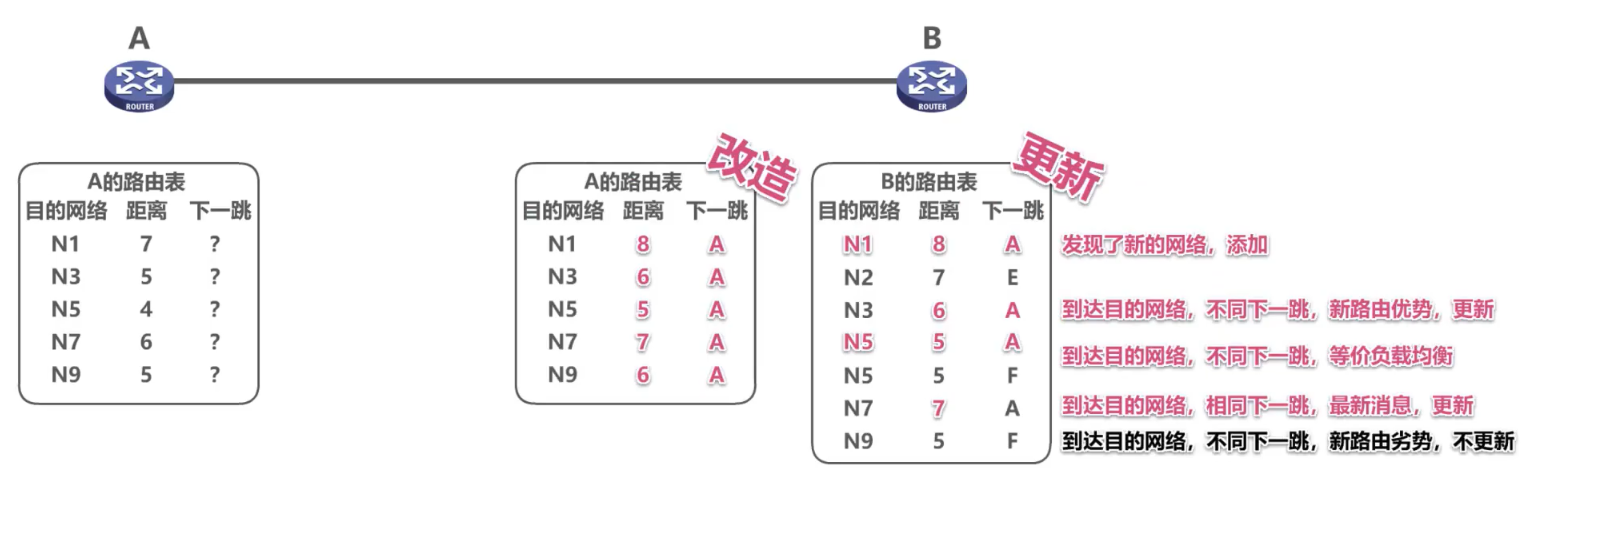 A
B
ROUTER
ROUTER
A的路由表
目的网络 距离 下一跳
N1 7 ?
N3 5 ?
N5 4 ?
N7 6 ?
N9 5 ?
改造
A的路由表
目的网络 距离 下一跳
N1 8 A
N3 6 A
N5 5 A
N7 7 A
N9 6 A
更新
B的路由表
目的网络 距离 下一跳
N1 8 A 发现了新的网络，添加
N2 7 E
N3 6 A 到达目的网络，不同下一跳，新路由优势，更新
N5 5 A
到达目的网络，不同下一跳，等价负载均衡
N5 5 F
N7 7 A 到达目的网络，相同下一跳，最新消息，更新
N9 5 F 到达目的网络，不同下一跳，新路由劣势，不更新